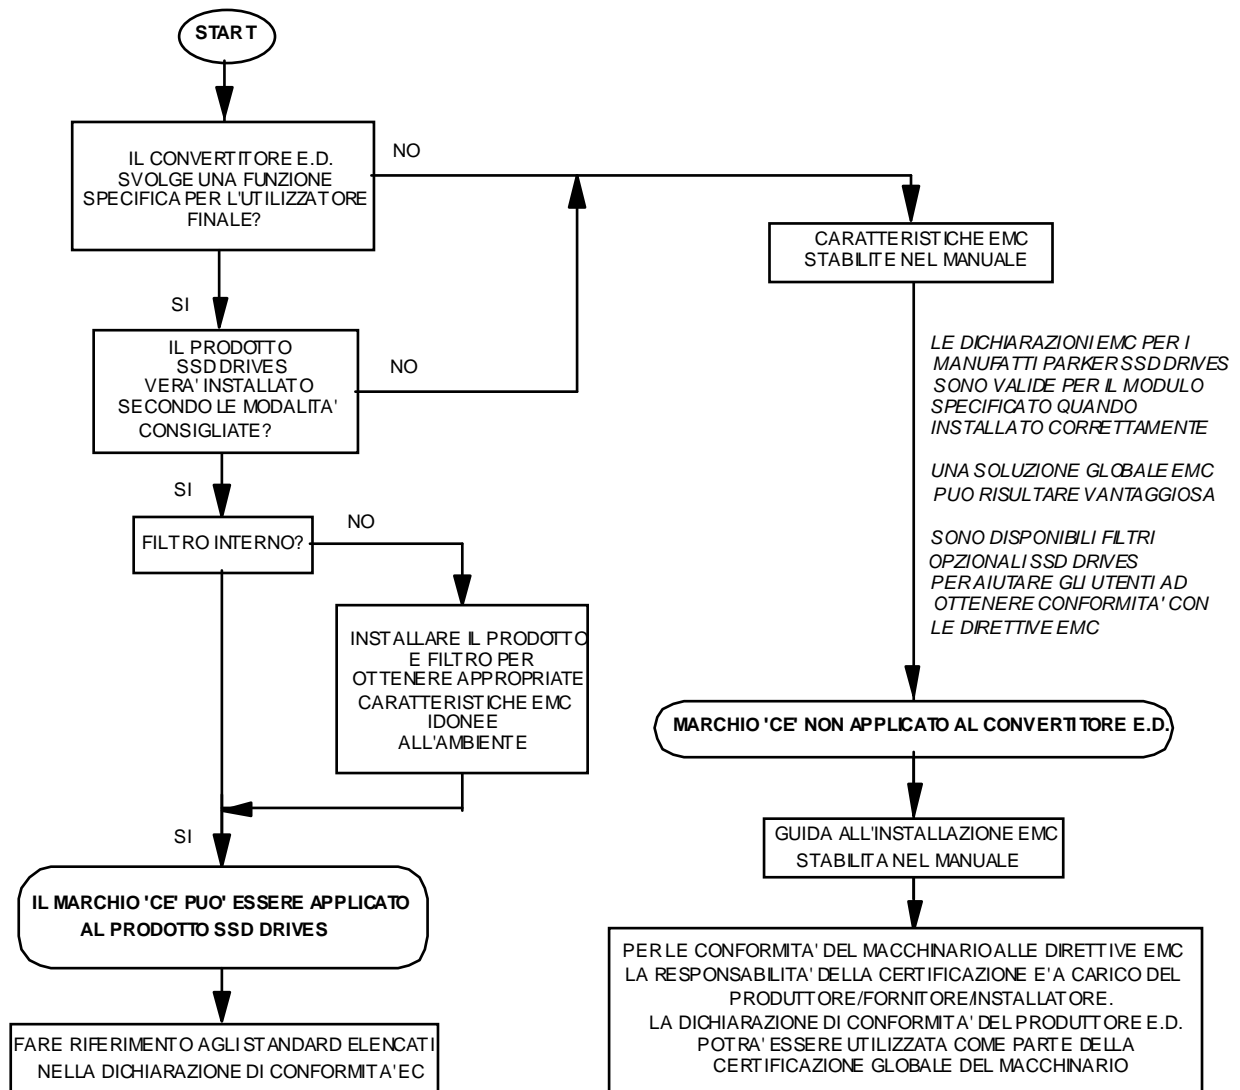 START
IL CONVERTITORE E.D.
SVOLGE UNA FUNZIONE
SPECIFICA PER L'UTILIZZATORE
FINALE?
NO
SI
IL PRODOTTO
SSD DRIVES
VERA' INSTALLATO
SECONDO LE MODALITA'
CONSIGLIATE?
NO
SI
FILTRO INTERNO?
NO
INSTALLARE IL PRODOTTO
E FILTRO PER
OTTENERE APPROPRIATE
CARATTERISTICHE EMC
IDONEE
ALL'AMBIENTE
SI
IL MARCHIO 'CE' PUO' ESSERE APPLICATO
AL PRODOTTO SSD DRIVES
FARE RIFERIMENTO AGLI STANDARD ELENCATI
NELLA DICHIARAZIONE DI CONFORMITA' EC
CARATTERISTICHE EMC
STABILITE NEL MANUALE
LE DICHIARAZIONI EMC PER I
MANUFATTI PARKER SSD DRIVES
SONO VALIDE PER IL MODULO
SPECIFICATO QUANDO
INSTALLATO CORRETTAMENTE
UNA SOLUZIONE GLOBALE EMC
PUO RISULTARE VANTAGGIOSA
SONO DISPONIBILI FILTRI
OPZIONALI SSD DRIVES
PER AIUTARE GLI UTENTI AD
OTTENERE CONFORMITA' CON
LE DIRETTIVE EMC
MARCHIO 'CE' NON APPLICATO AL CONVERTITORE E.D.
GUIDA ALL'INSTALLAZIONE EMC
STABILITA NEL MANUALE
PER LE CONFORMITA' DEL MACCHINARIO ALLE DIRETTIVE EMC
LA RESPONSABILITA' DELLA CERTIFICAZIONE E' A CARICO DEL
PRODUTTORE/FORNITORE/INSTALLATORE.
LA DICHIARAZIONE DI CONFORMITA' DEL PRODUTTORE E.D.
POTRA' ESSERE UTILIZZATA COME PARTE DELLA
CERTIFICAZIONE GLOBALE DEL MACCHINARIO